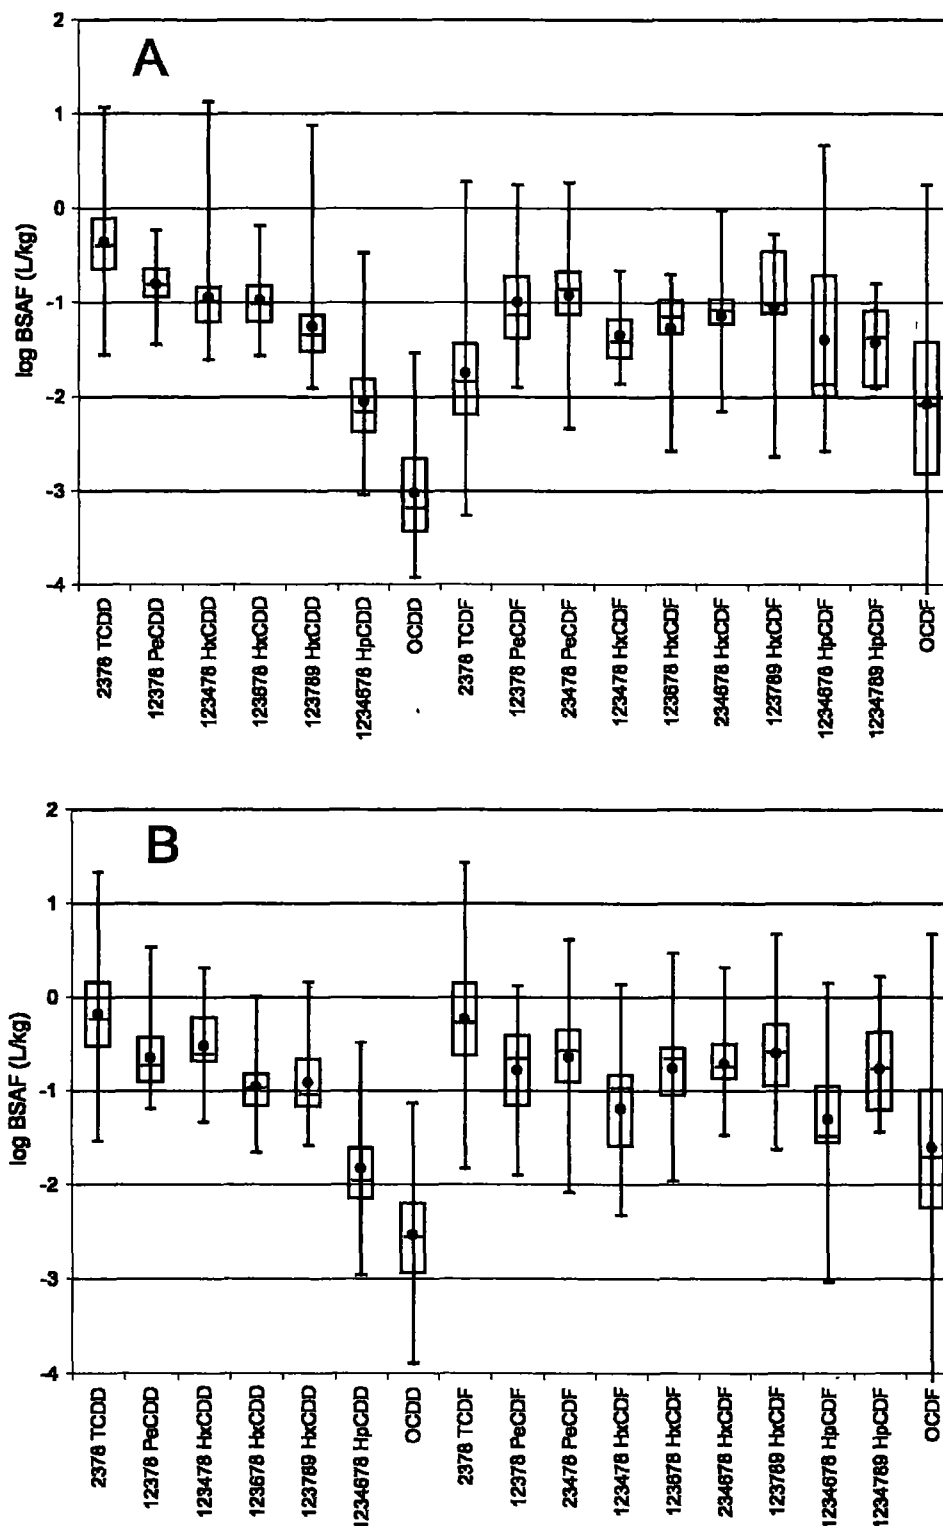 A
2
1
0
-1
-2
-3
-4
log BSAF (L/kg)
2378 TCDD
12378 PeCDD
123478 HxCDD
123678 HxCDD
123789 HxCDD
1234678 HpCDD
OCDD
2378 TCDF
12378 PeCDF
23478 PeCDF
123478 HxCDF
123678 HxCDF
234678 HxCDF
123789 HxCDF
1234678 HpCDF
1234789 HpCDF
OCDF
B
2
1
0
-1
-2
-3
-4
log BSAF (L/kg)
2378 TCDD
12378 PeCDD
123478 HxCDD
123678 HxCDD
123789 HxCDD
1234678 HpCDD
OCDD
2378 TCDF
12378 PeCDF
23478 PeCDF
123478 HxCDF
123678 HxCDF
234678 HxCDF
123789 HxCDF
1234678 HpCDF
1234789 HpCDF
OCDF